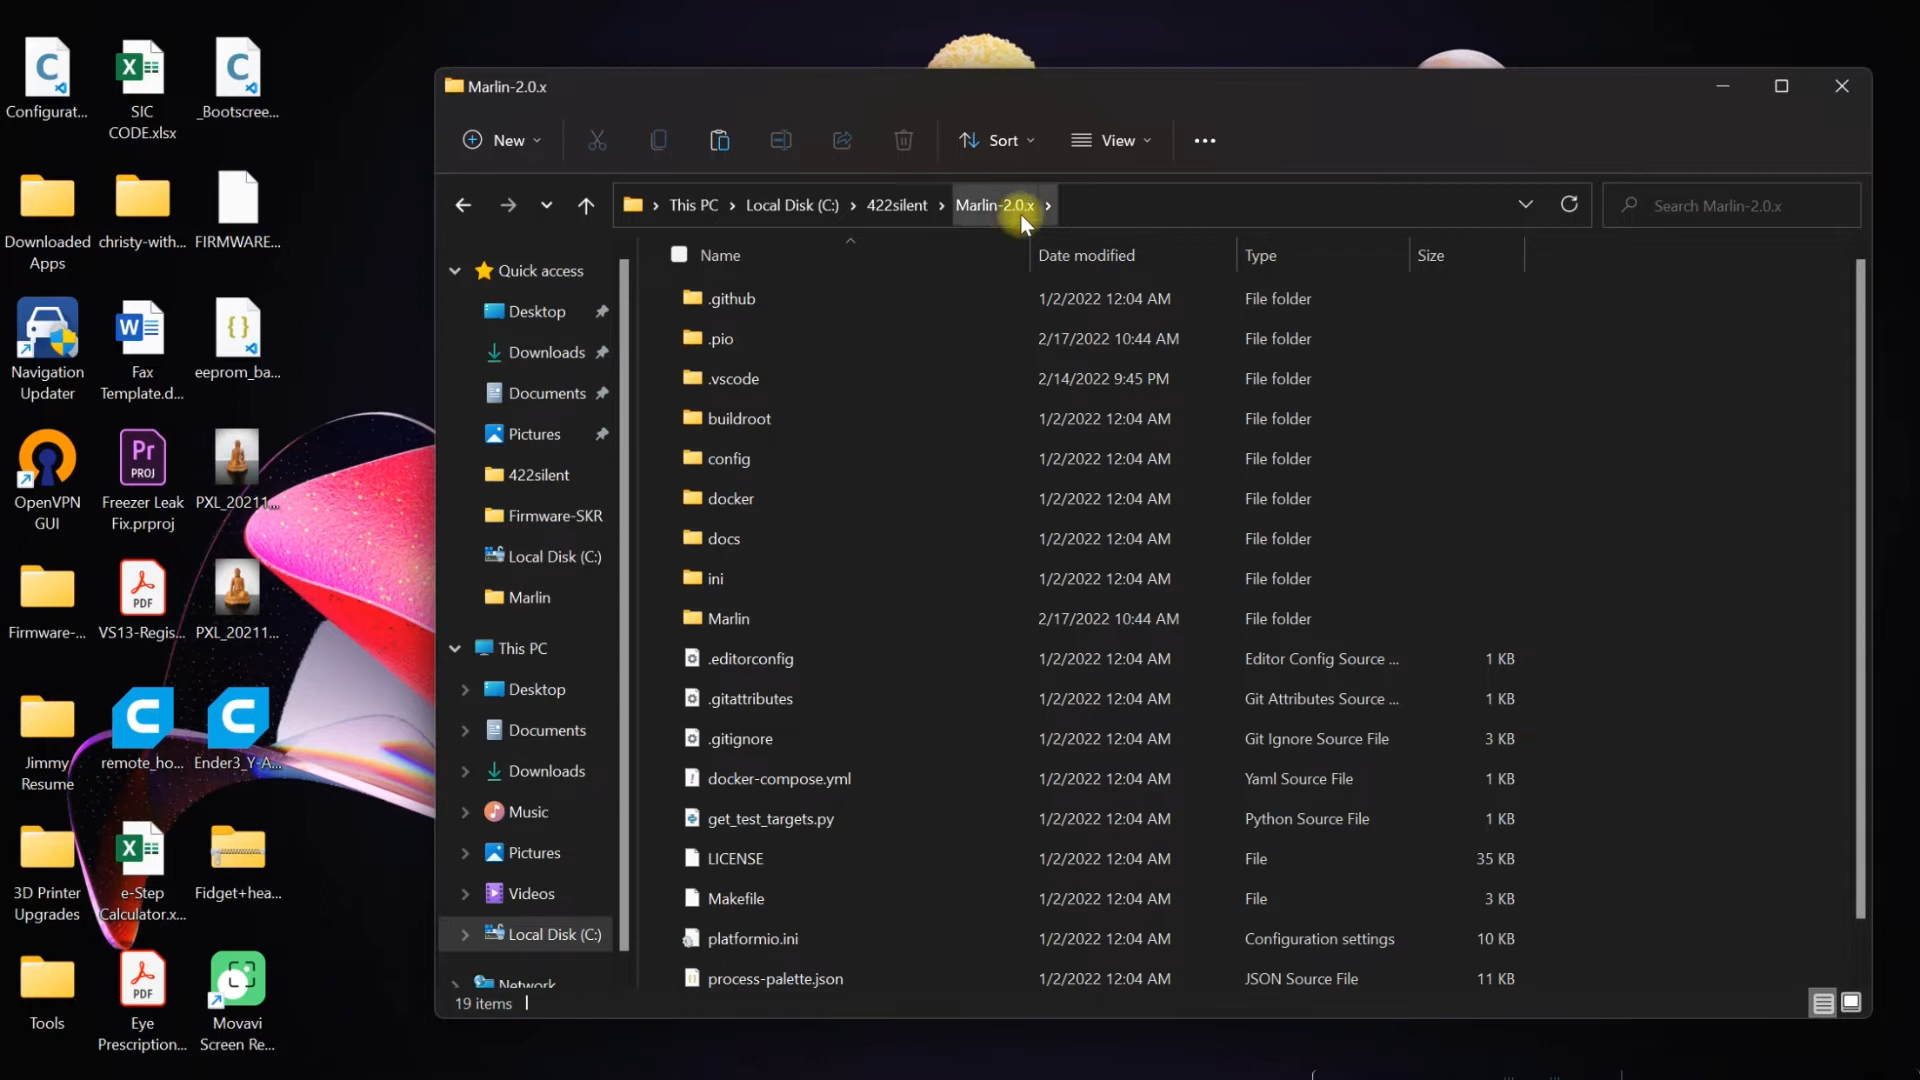 Configurat...
SIC
CODE.xlsx
_Bootscree...
Downloaded
Apps
christy-with...
FIRMWARE...
Navigation
Updater
W
Fax
Template.d...
{}
eeprom_ba...
OpenVPN
GUI
Pr
PROJ
Freezer Leak
Fix.prproj
PXL_20211...
Firmware-...
PDF
VS13-Regis...
PXL_20211...
Jimmy
Resume
remote_ho...
Ender3_Y-A...
3D Printer
Upgrades
e-Step
Calculator.x...
Fidget+hea...
Tools
PDF
Eye
Prescription...
Movavi
Screen Re...
Marlin-2.0.x
New
Sort
View
This PC
Local Disk (C:)
422silent
Marlin-2.0.x
Search Marlin-2.0.x
Quick access
Desktop
Downloads
Documents
Pictures
422silent
Firmware-SKR
Local Disk (C:)
Marlin
This PC
Desktop
Documents
Downloads
Music
Pictures
Videos
Local Disk (C:)
Network
Name Date modified Type Size
.github 1/2/2022 12:04 AM File folder
.pio 2/17/2022 10:44 AM File folder
.vscode 2/14/2022 9:45 PM File folder
buildroot 1/2/2022 12:04 AM File folder
config 1/2/2022 12:04 AM File folder
docker 1/2/2022 12:04 AM File folder
docs 1/2/2022 12:04 AM File folder
ini 1/2/2022 12:04 AM File folder
Marlin 2/17/2022 10:44 AM File folder
.editorconfig 1/2/2022 12:04 AM Editor Config Source ... 1 KB
.gitattributes 1/2/2022 12:04 AM Git Attributes Source ... 1 KB
.gitignore 1/2/2022 12:04 AM Git Ignore Source File 3 KB
docker-compose.yml 1/2/2022 12:04 AM Yaml Source File 1 KB
get_test_targets.py 1/2/2022 12:04 AM Python Source File 1 KB
LICENSE 1/2/2022 12:04 AM File 35 KB
Makefile 1/2/2022 12:04 AM File 3 KB
platformio.ini 1/2/2022 12:04 AM Configuration settings 10 KB
process-palette.json 1/2/2022 12:04 AM JSON Source File 11 KB
19 items